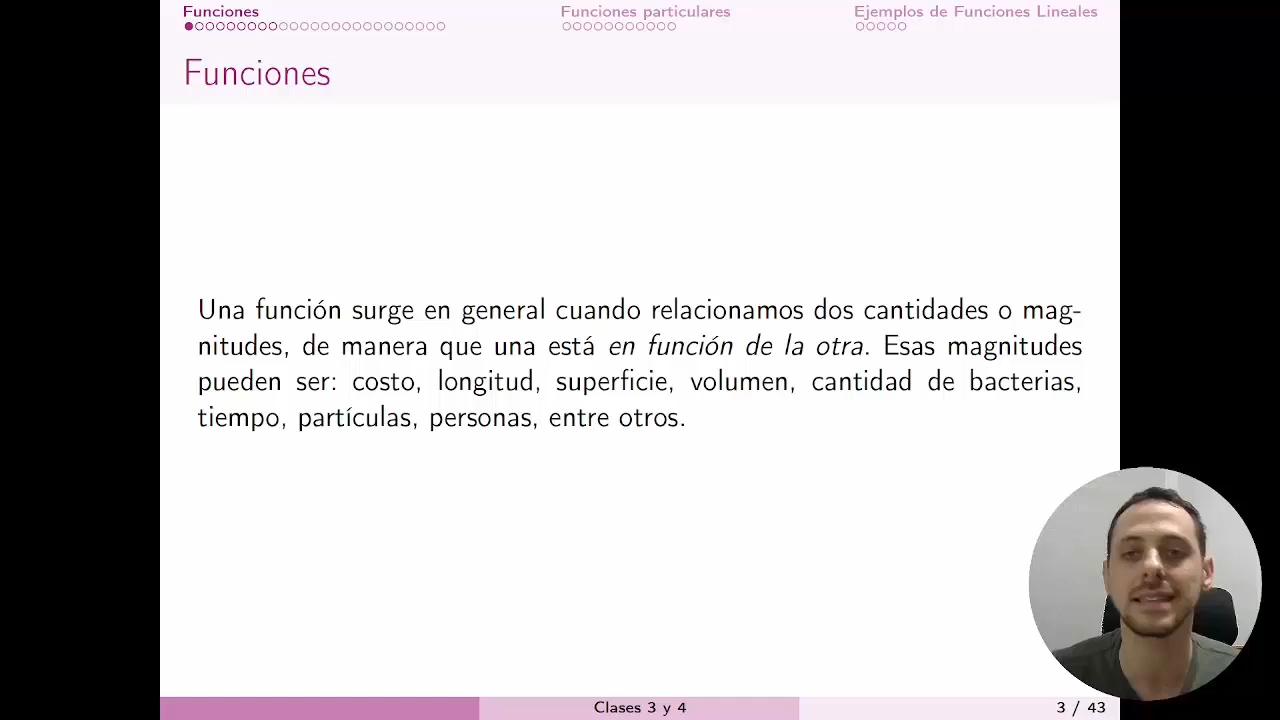 Funciones
Funciones particulares
Ejemplos de Funciones Lineales
Funciones
Una función surge en general cuando relacionamos dos cantidades o mag-
nitudes, de manera que una está en función de la otra. Esas magnitudes
pueden ser: costo, longitud, superficie, volumen, cantidad de bacterias,
tiempo, partículas, personas, entre otros.
Clases 3 y 4
3 / 43